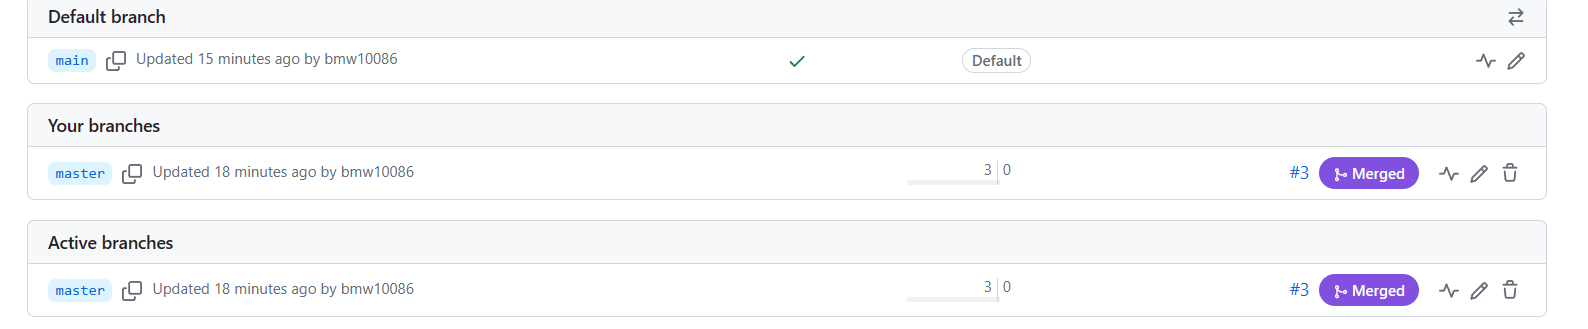 Default branch
main Updated 15 minutes ago by bmw10086 Default
Your branches
master Updated 18 minutes ago by bmw10086 3 0 #3 Merged
Active branches
master Updated 18 minutes ago by bmw10086 3 0 #3 Merged